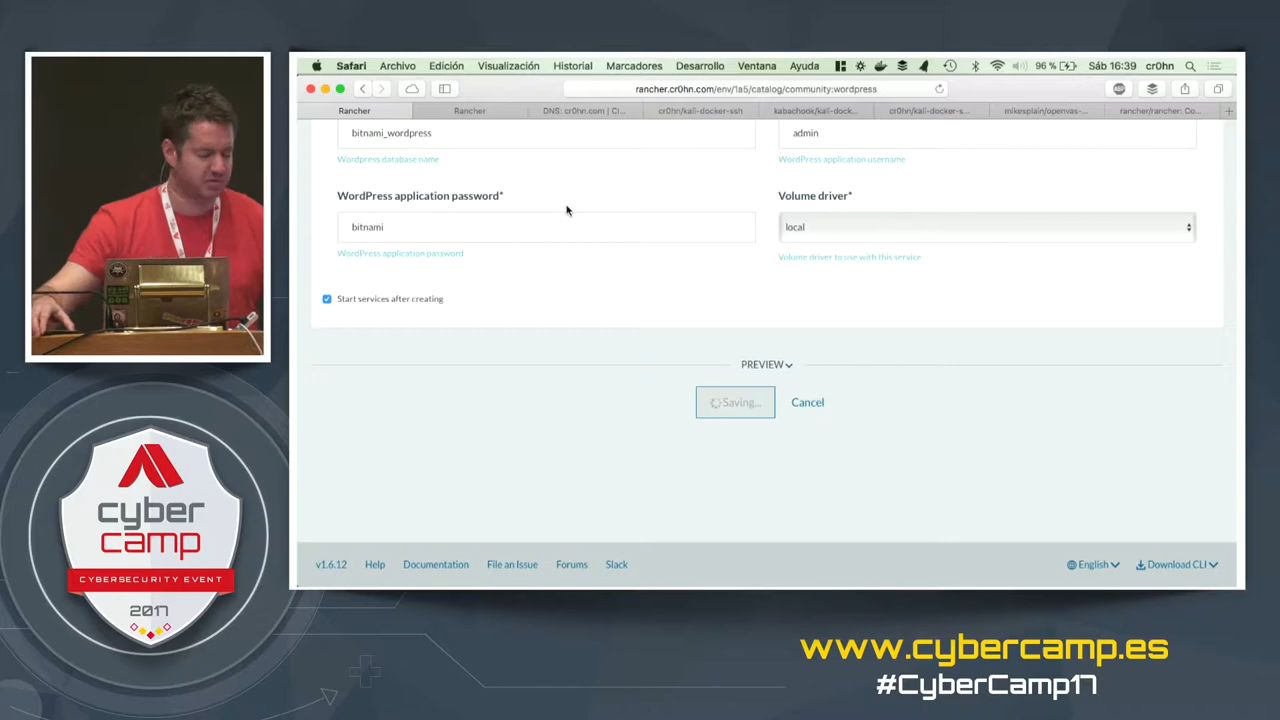 Safari Archivo Edición Visualización Historial Marcadores Desarrollo Ventana Ayuda 96 % Sáb 16:39 cr0hn
rancher.cr0hn.com/env/1a5/catalog/community:wordpress
Rancher Rancher DNS: cr0hn.com | Cl... cr0hn/kali-docker-ssh kabachook/kali-dock... cr0hn/kali-docker-s... mikesplain/openvas-... rancher/rancher: Co...
bitnami_wordpress admin
Wordpress database name WordPress application username
WordPress application password* Volume driver*
bitnami local
WordPress application password
Volume driver to use with this service
Start services after creating
PREVIEW
Saving... Cancel
v1.6.12 Help Documentation File an Issue Forums Slack English Download CLI
cyber
camp
CYBERSECURITY EVENT
2017
www.cybercamp.es
#CyberCamp17